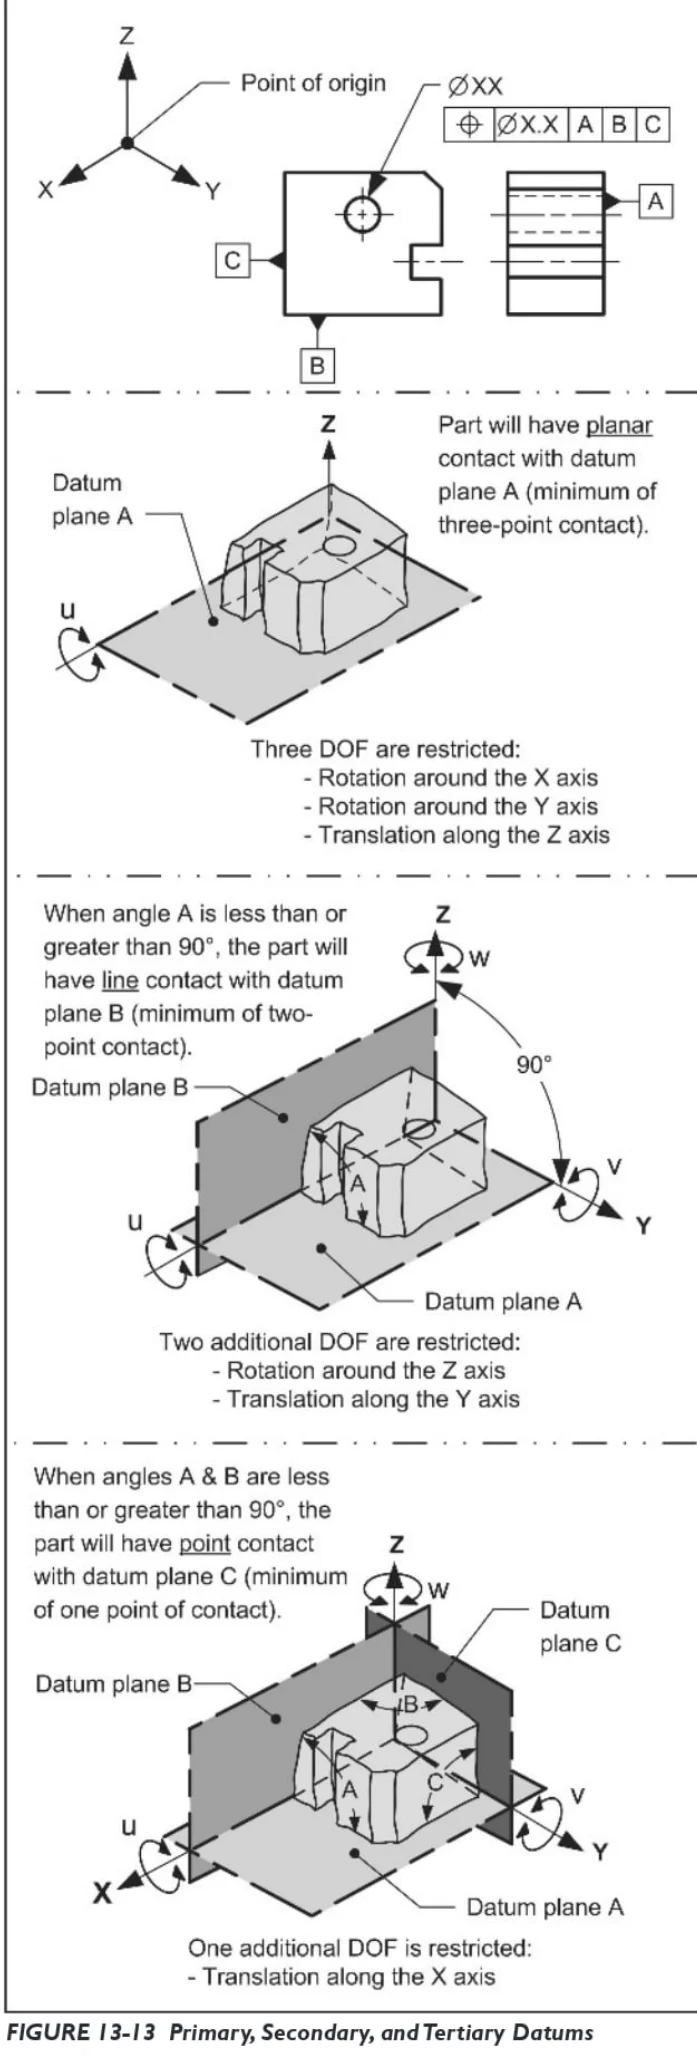 Z
Point of origin
X
Y
ØXX
⌖ ØX.X A B C
A
C
B
Z
Part will have planar
contact with datum
plane A (minimum of
three-point contact).
Datum
plane A
u
Three DOF are restricted:
- Rotation around the X axis
- Rotation around the Y axis
- Translation along the Z axis
When angle A is less than or
greater than 90°, the part will
have line contact with datum
plane B (minimum of two-
point contact).
Z
W
90°
Datum plane B
A
V
Y
u
Datum plane A
Two additional DOF are restricted:
- Rotation around the Z axis
- Translation along the Y axis
When angles A & B are less
than or greater than 90°, the
part will have point contact
with datum plane C (minimum
of one point of contact).
Z
W
Datum
plane C
Datum plane B
B
A
C
V
u
Y
X
Datum plane A
One additional DOF is restricted:
- Translation along the X axis
FIGURE 13-13 Primary, Secondary, and Tertiary Datums